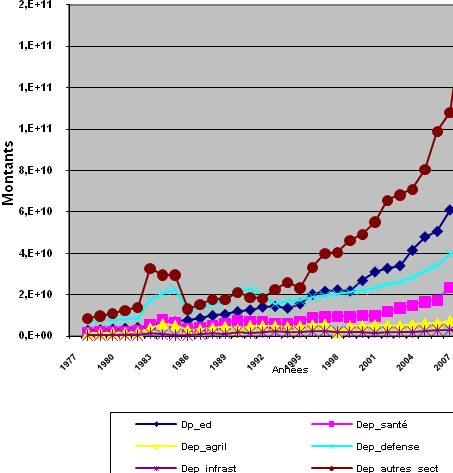 2,E+11
1,E+11
1,E+11
1,E+11
8,E+10
6,E+10
4,E+10
2,E+10
0,E+00
Montants
1977 1980 1983 1986 1989 1992 1995 1998 2001 2004 2007
Années
Dp_ed Dep_santé
Dep_agril Dep_defense
Dep_infrast Dep_autres_sect